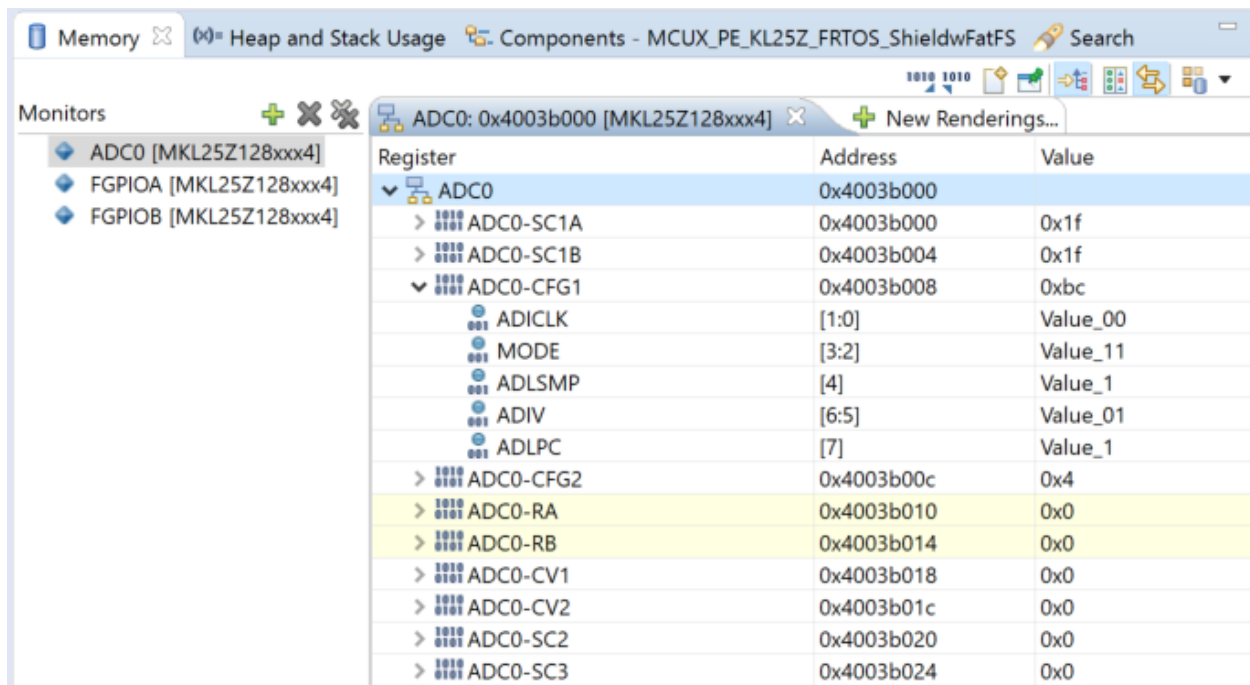 Memory (x)= Heap and Stack Usage Components - MCUX_PE_KL25Z_FRTOS_ShieldwFatFS Search
1010 1010
Monitors
ADC0 [MKL25Z128xxx4]
FGPIOA [MKL25Z128xxx4]
FGPIOB [MKL25Z128xxx4]
ADC0: 0x4003b000 [MKL25Z128xxx4] New Renderings...
Register Address Value
ADC0 0x4003b000
ADC0-SC1A 0x4003b000 0x1f
ADC0-SC1B 0x4003b004 0x1f
ADC0-CFG1 0x4003b008 0xbc
ADICLK [1:0] Value_00
MODE [3:2] Value_11
ADLSMP [4] Value_1
ADIV [6:5] Value_01
ADLPC [7] Value_1
ADC0-CFG2 0x4003b00c 0x4
ADC0-RA 0x4003b010 0x0
ADC0-RB 0x4003b014 0x0
ADC0-CV1 0x4003b018 0x0
ADC0-CV2 0x4003b01c 0x0
ADC0-SC2 0x4003b020 0x0
ADC0-SC3 0x4003b024 0x0